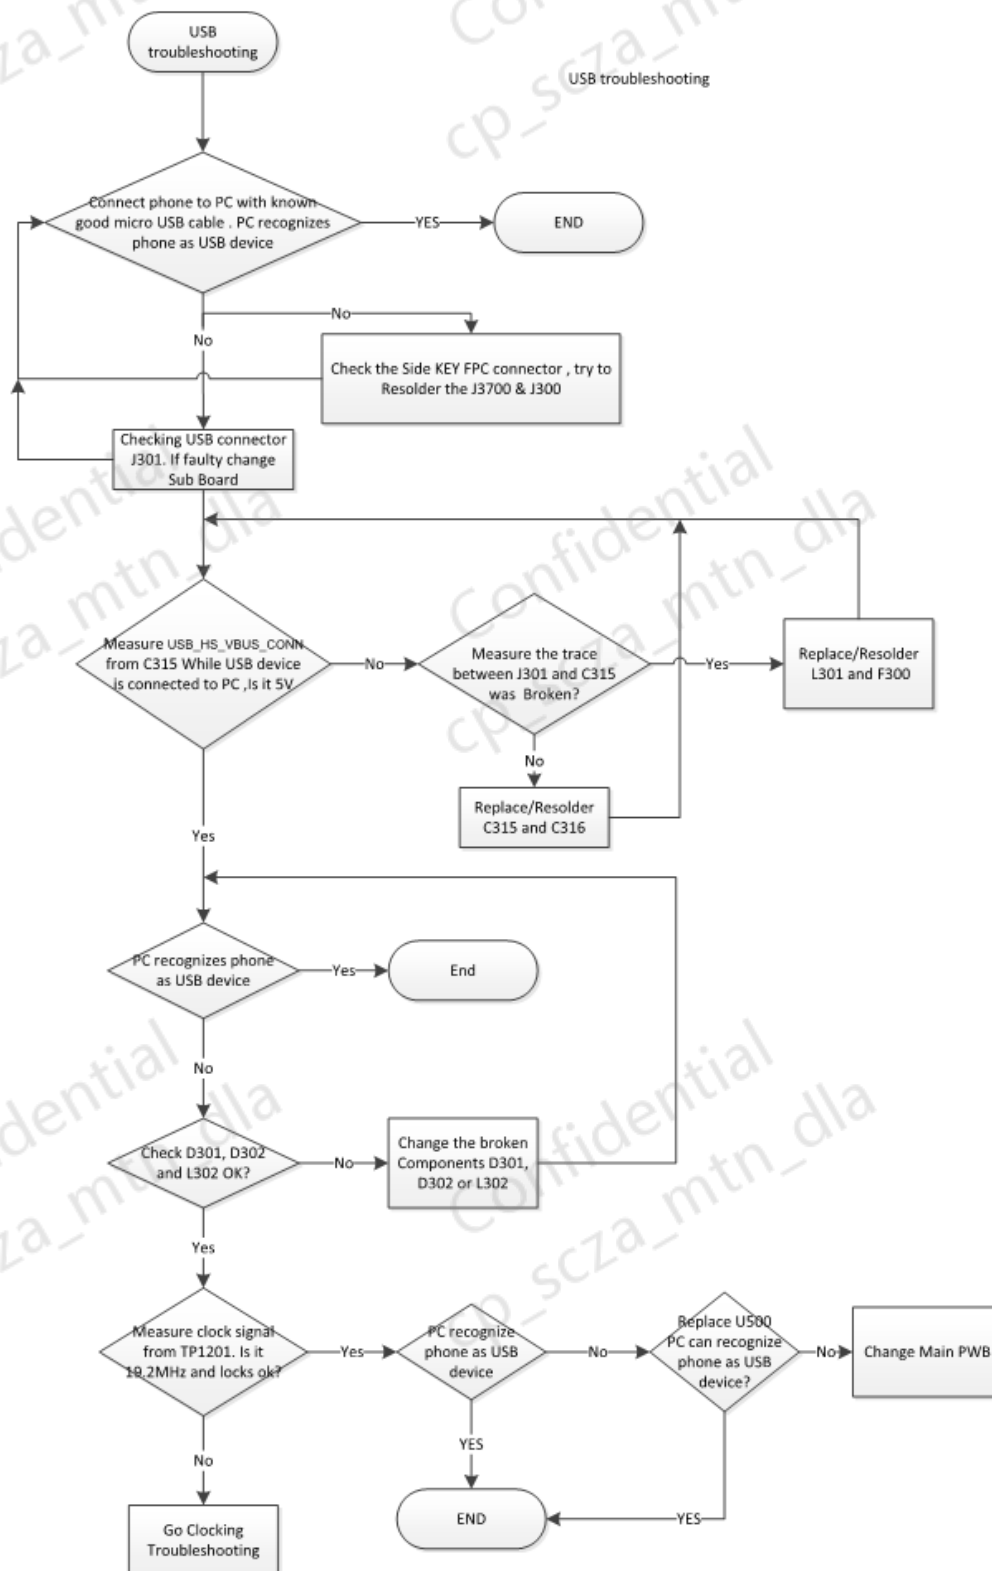 USB
troubleshooting
USB troubleshooting
Connect phone to PC with known
good micro USB cable . PC recognizes
phone as USB device
YES
END
No
No
Check the Side KEY FPC connector , try to
Resolder the J3700 & J300
Checking USB connector
J301. If faulty change
Sub Board
Measure USB_HS_VBUS_CONN
from C315 While USB device
is connected to PC ,Is it 5V
No
Measure the trace
between J301 and C315
was Broken?
Yes
Replace/Resolder
L301 and F300
No
Replace/Resolder
C315 and C316
Yes
PC recognizes phone
as USB device
Yes
End
No
Check D301, D302
and L302 OK?
No
Change the broken
Components D301,
D302 or L302
Yes
Measure clock signal
from TP1201. Is it
19.2MHz and locks ok?
Yes
PC recognize
phone as USB
device
No
Replace U500
PC can recognize
phone as USB
device?
No
Change Main PWB
YES
END
YES
No
Go Clocking
Troubleshooting
Confidential
cp_scza_mtn_dla
Confidential
cp_scza_mtn_dla